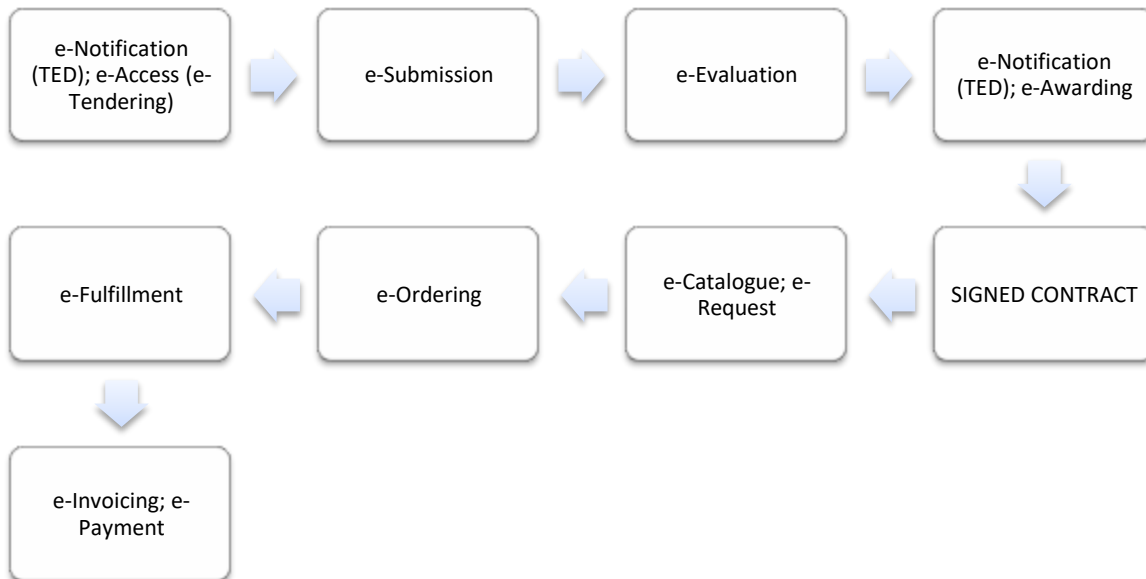 e-Notification
(TED); e-Access (e-
Tendering)
e-Submission
e-Evaluation
e-Notification
(TED); e-Awarding
SIGNED CONTRACT
e-Catalogue; e-
Request
e-Ordering
e-Fulfillment
e-Invoicing; e-
Payment